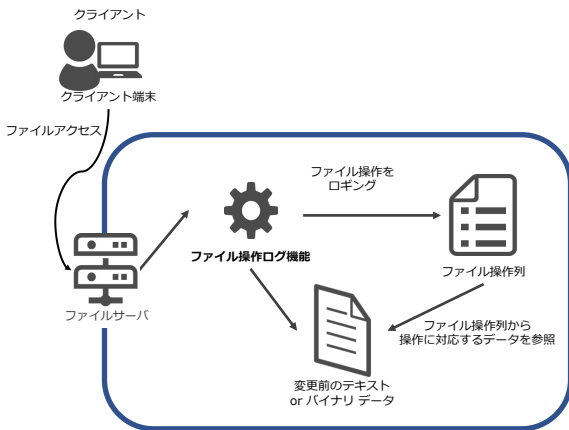 クライアント
クライアント端末
ファイルアクセス
ファイル操作を
ロギング
ファイル操作ログ機能
ファイル操作列
ファイルサーバ
ファイル操作列から
操作に対応するデータを参照
変更前のテキスト
or バイナリ データ